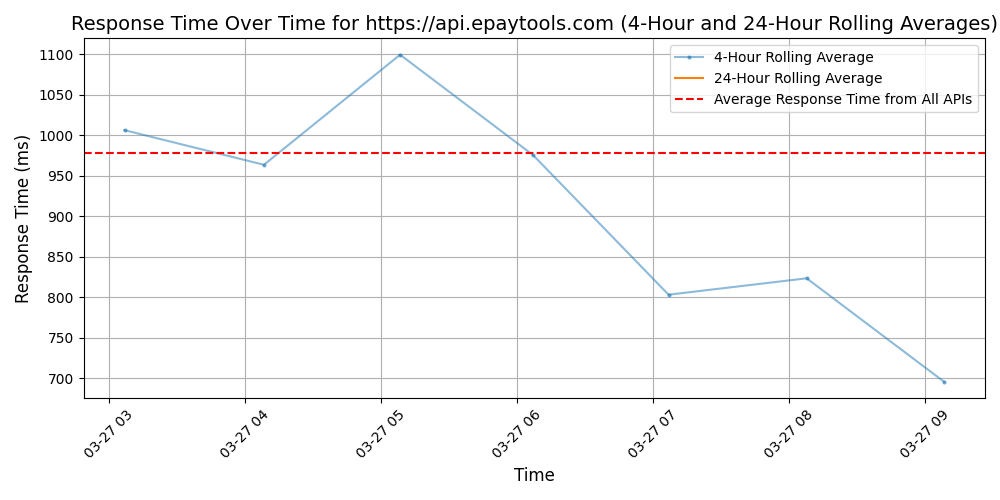 Response Time Over Time for https://api.epaytools.com (4-Hour and 24-Hour Rolling Averages)
4-Hour Rolling Average
24-Hour Rolling Average
Average Response Time from All APIs
Response Time (ms)
1100
1050
1000
950
900
850
800
750
700
03-27 03
03-27 04
03-27 05
03-27 06
03-27 07
03-27 08
03-27 09
Time